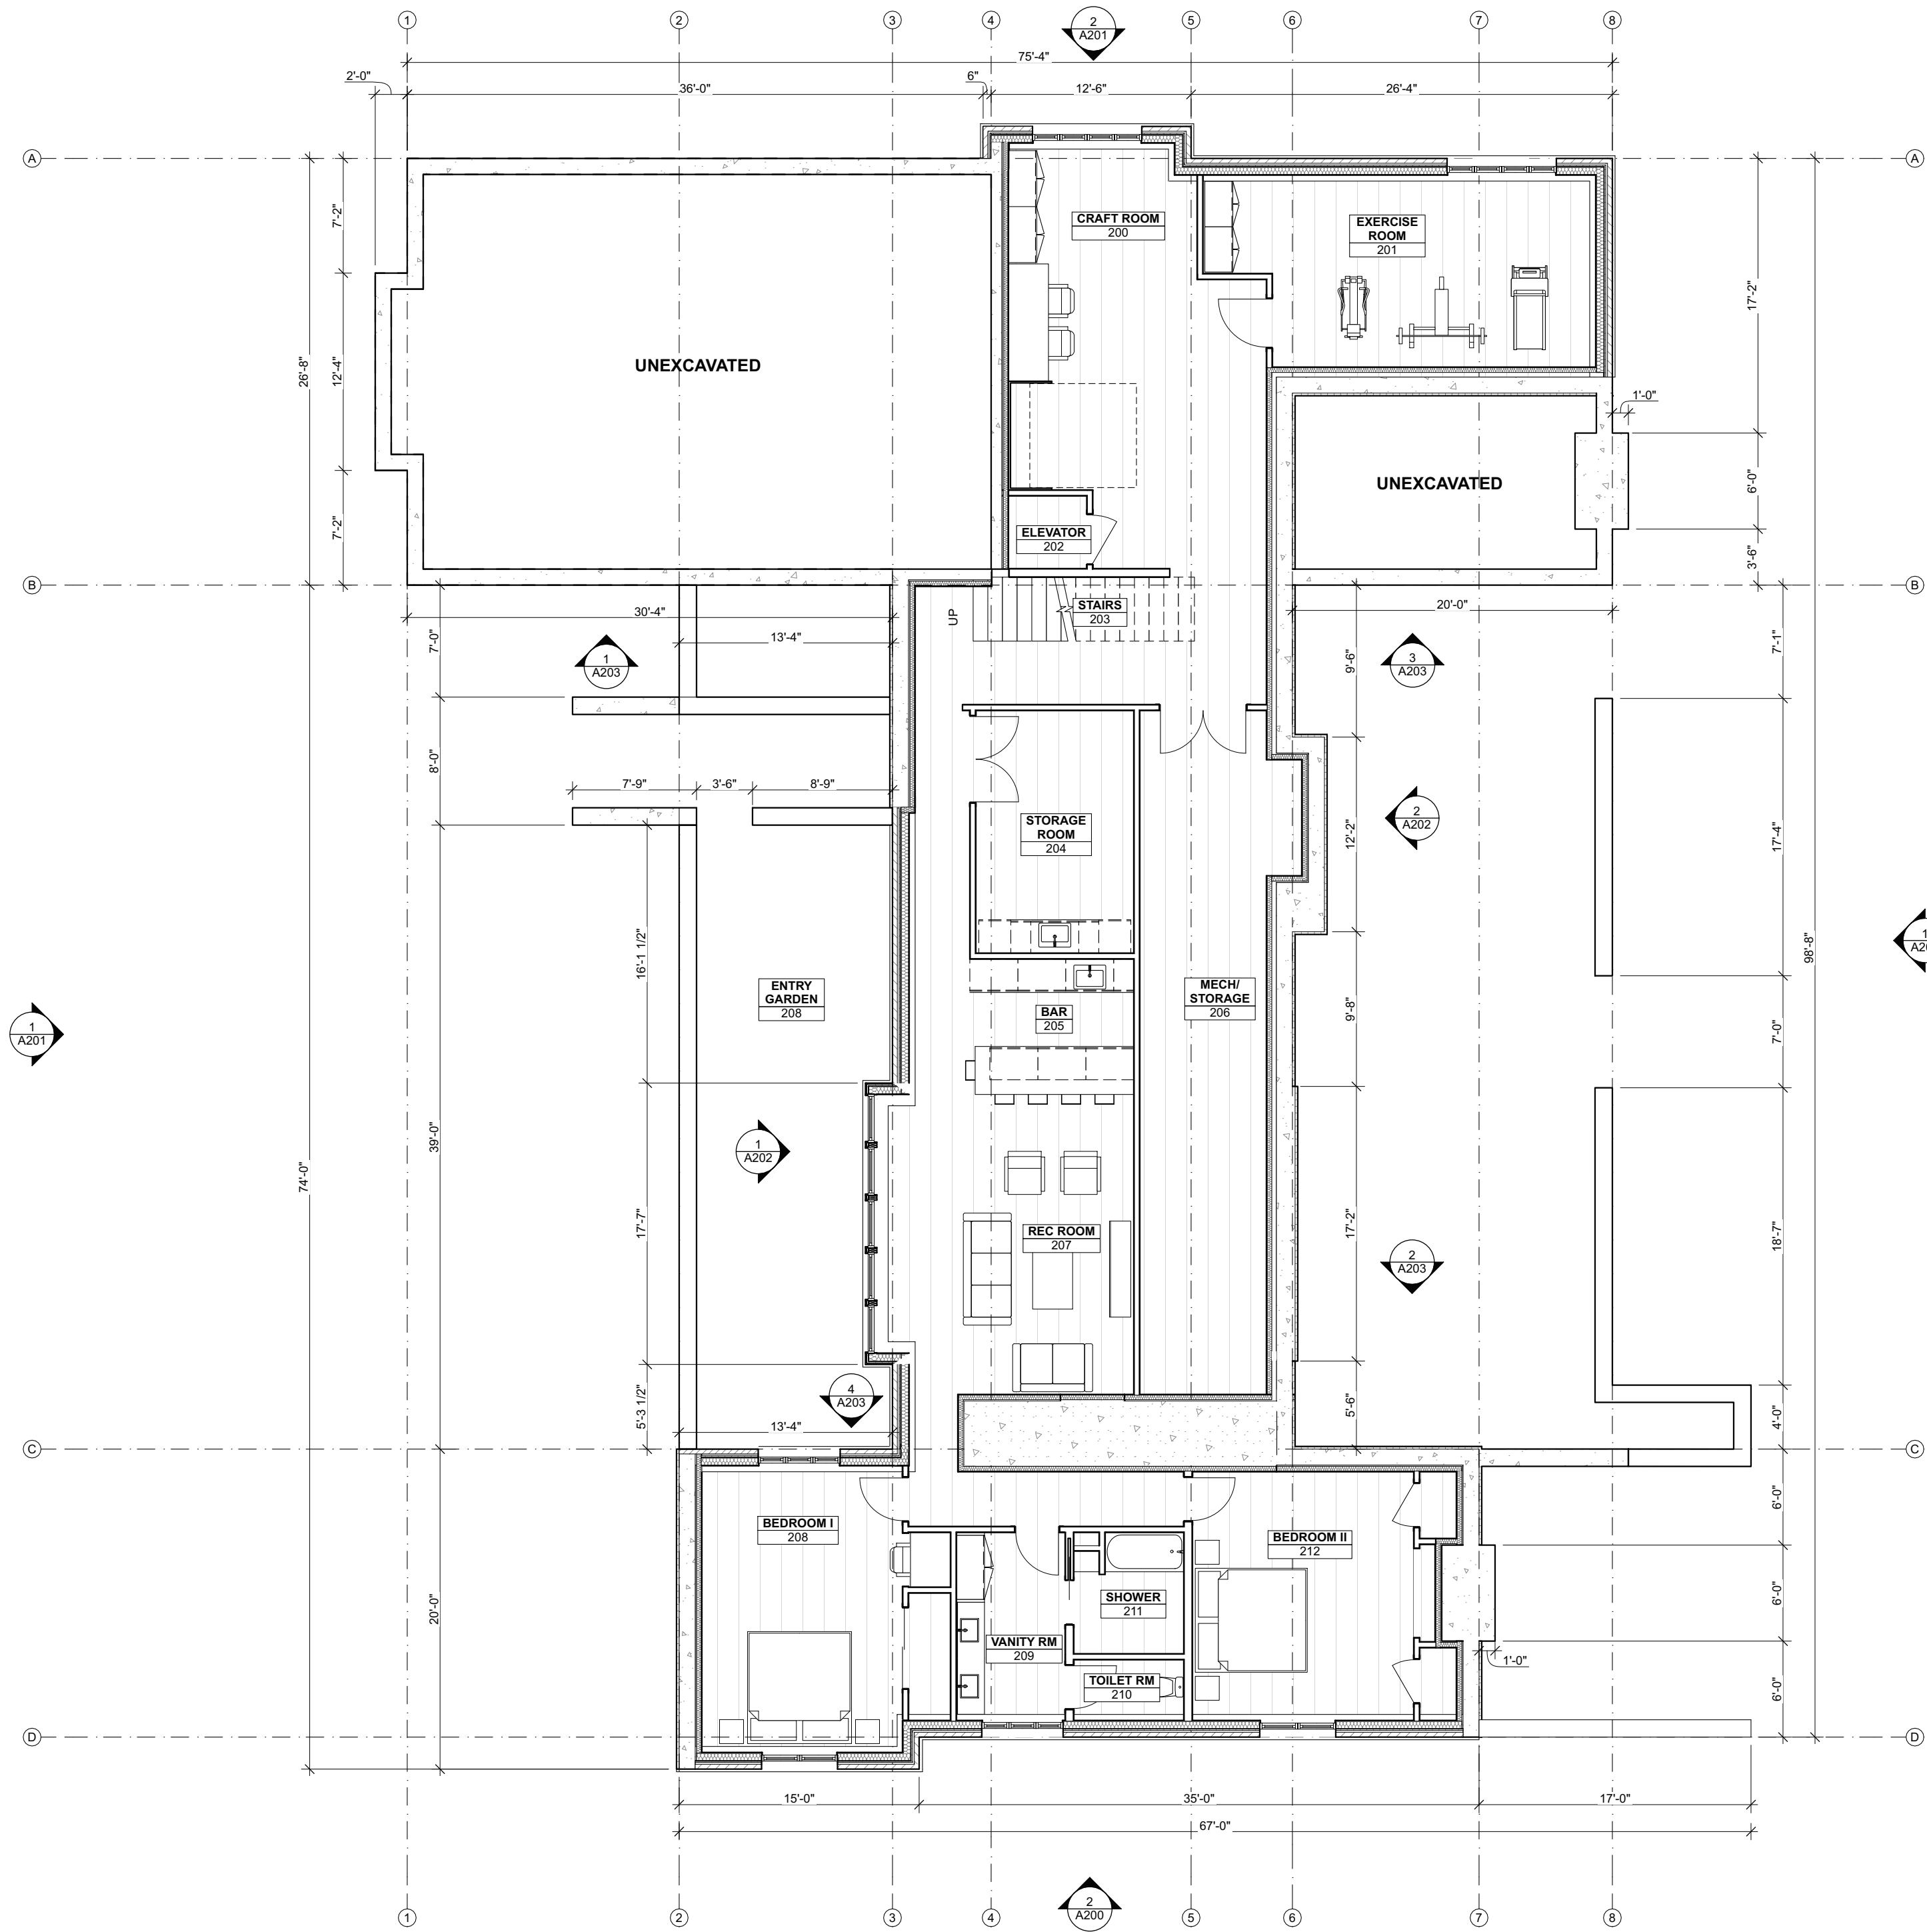 1 2 3 4 5 6 7 8
2
A201
75'-4"
2'-0"
36'-0"
6"
12'-6"
26'-4"
A
A
7'-2"
12'-4"
7'-2"
26'-8"
CRAFT ROOM
200
EXERCISE
ROOM
201
17'-2"
1'-0"
6'-0"
3'-6"
UNEXCAVATED
UNEXCAVATED
ELEVATOR
202
B
B
30'-4"
13'-4"
7'-0"
UP
STAIRS
203
20'-0"
9'-6"
7'-1"
1
A203
3
A203
8'-0"
7'-9"
3'-6"
8'-9"
STORAGE
ROOM
204
12'-2"
2
A202
17'-4"
98'-8"
16'-1 1/2"
ENTRY
GARDEN
208
BAR
205
MECH/
STORAGE
206
9'-8"
7'-0"
1
A201
39'-0"
74'-0"
1
A202
17'-7"
REC ROOM
207
17'-2"
2
A203
18'-7"
5'-3 1/2"
4
A203
13'-4"
5'-6"
4'-0"
C
C
BEDROOM I
208
BEDROOM II
212
6'-0"
20'-0"
SHOWER
211
6'-0"
VANITY RM
209
TOILET RM
210
1'-0"
6'-0"
D
D
15'-0"
35'-0"
17'-0"
67'-0"
2
A200
1 2 3 4 5 6 7 8